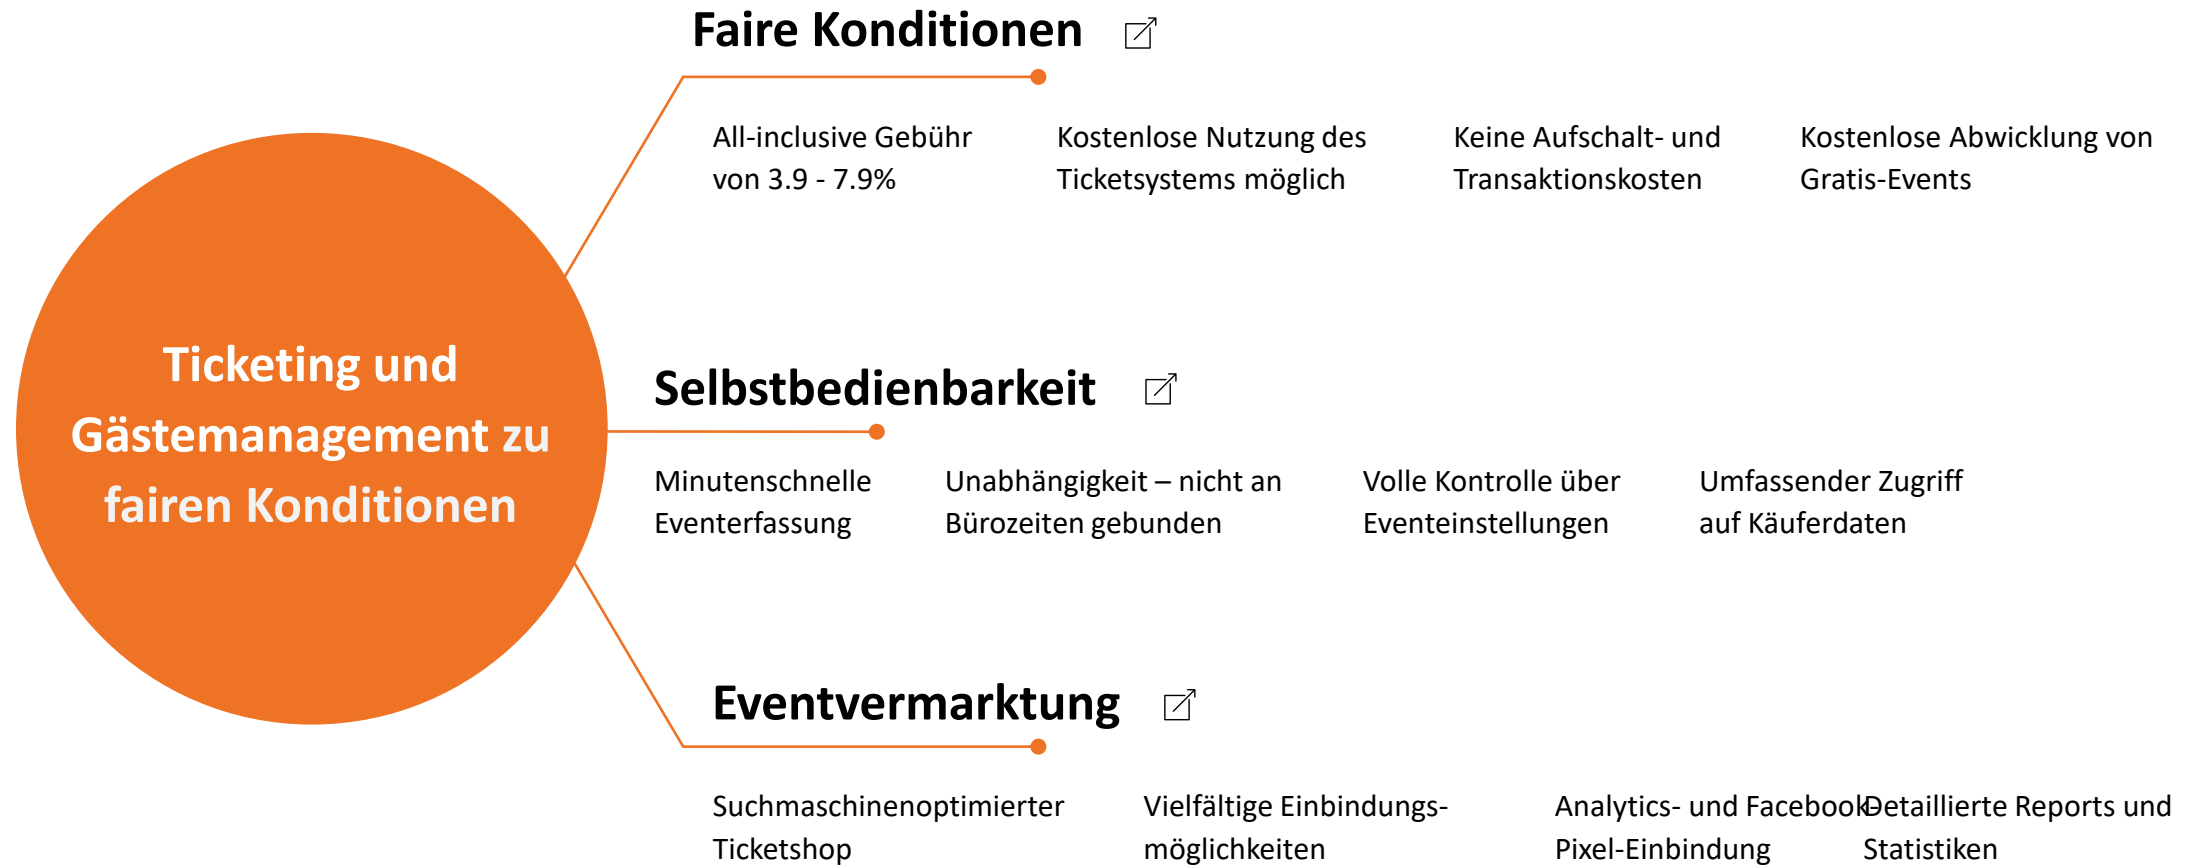 Faire Konditionen
All-inclusive Gebühr
von 3.9 - 7.9%
Kostenlose Nutzung des
Ticketsystems möglich
Keine Aufschalt- und
Transaktionskosten
Kostenlose Abwicklung von
Gratis-Events
Ticketing und
Gästemanagement zu
fairen Konditionen
Selbstbedienbarkeit
Minutenschnelle
Eventerfassung
Unabhängigkeit – nicht an
Bürozeiten gebunden
Volle Kontrolle über
Eventeinstellungen
Umfassender Zugriff
auf Käuferdaten
Eventvermarktung
Suchmaschinenoptimierter
Ticketshop
Vielfältige Einbindungs-
möglichkeiten
Analytics- und Facebook-
Pixel-Einbindung
Detaillierte Reports und
Statistiken